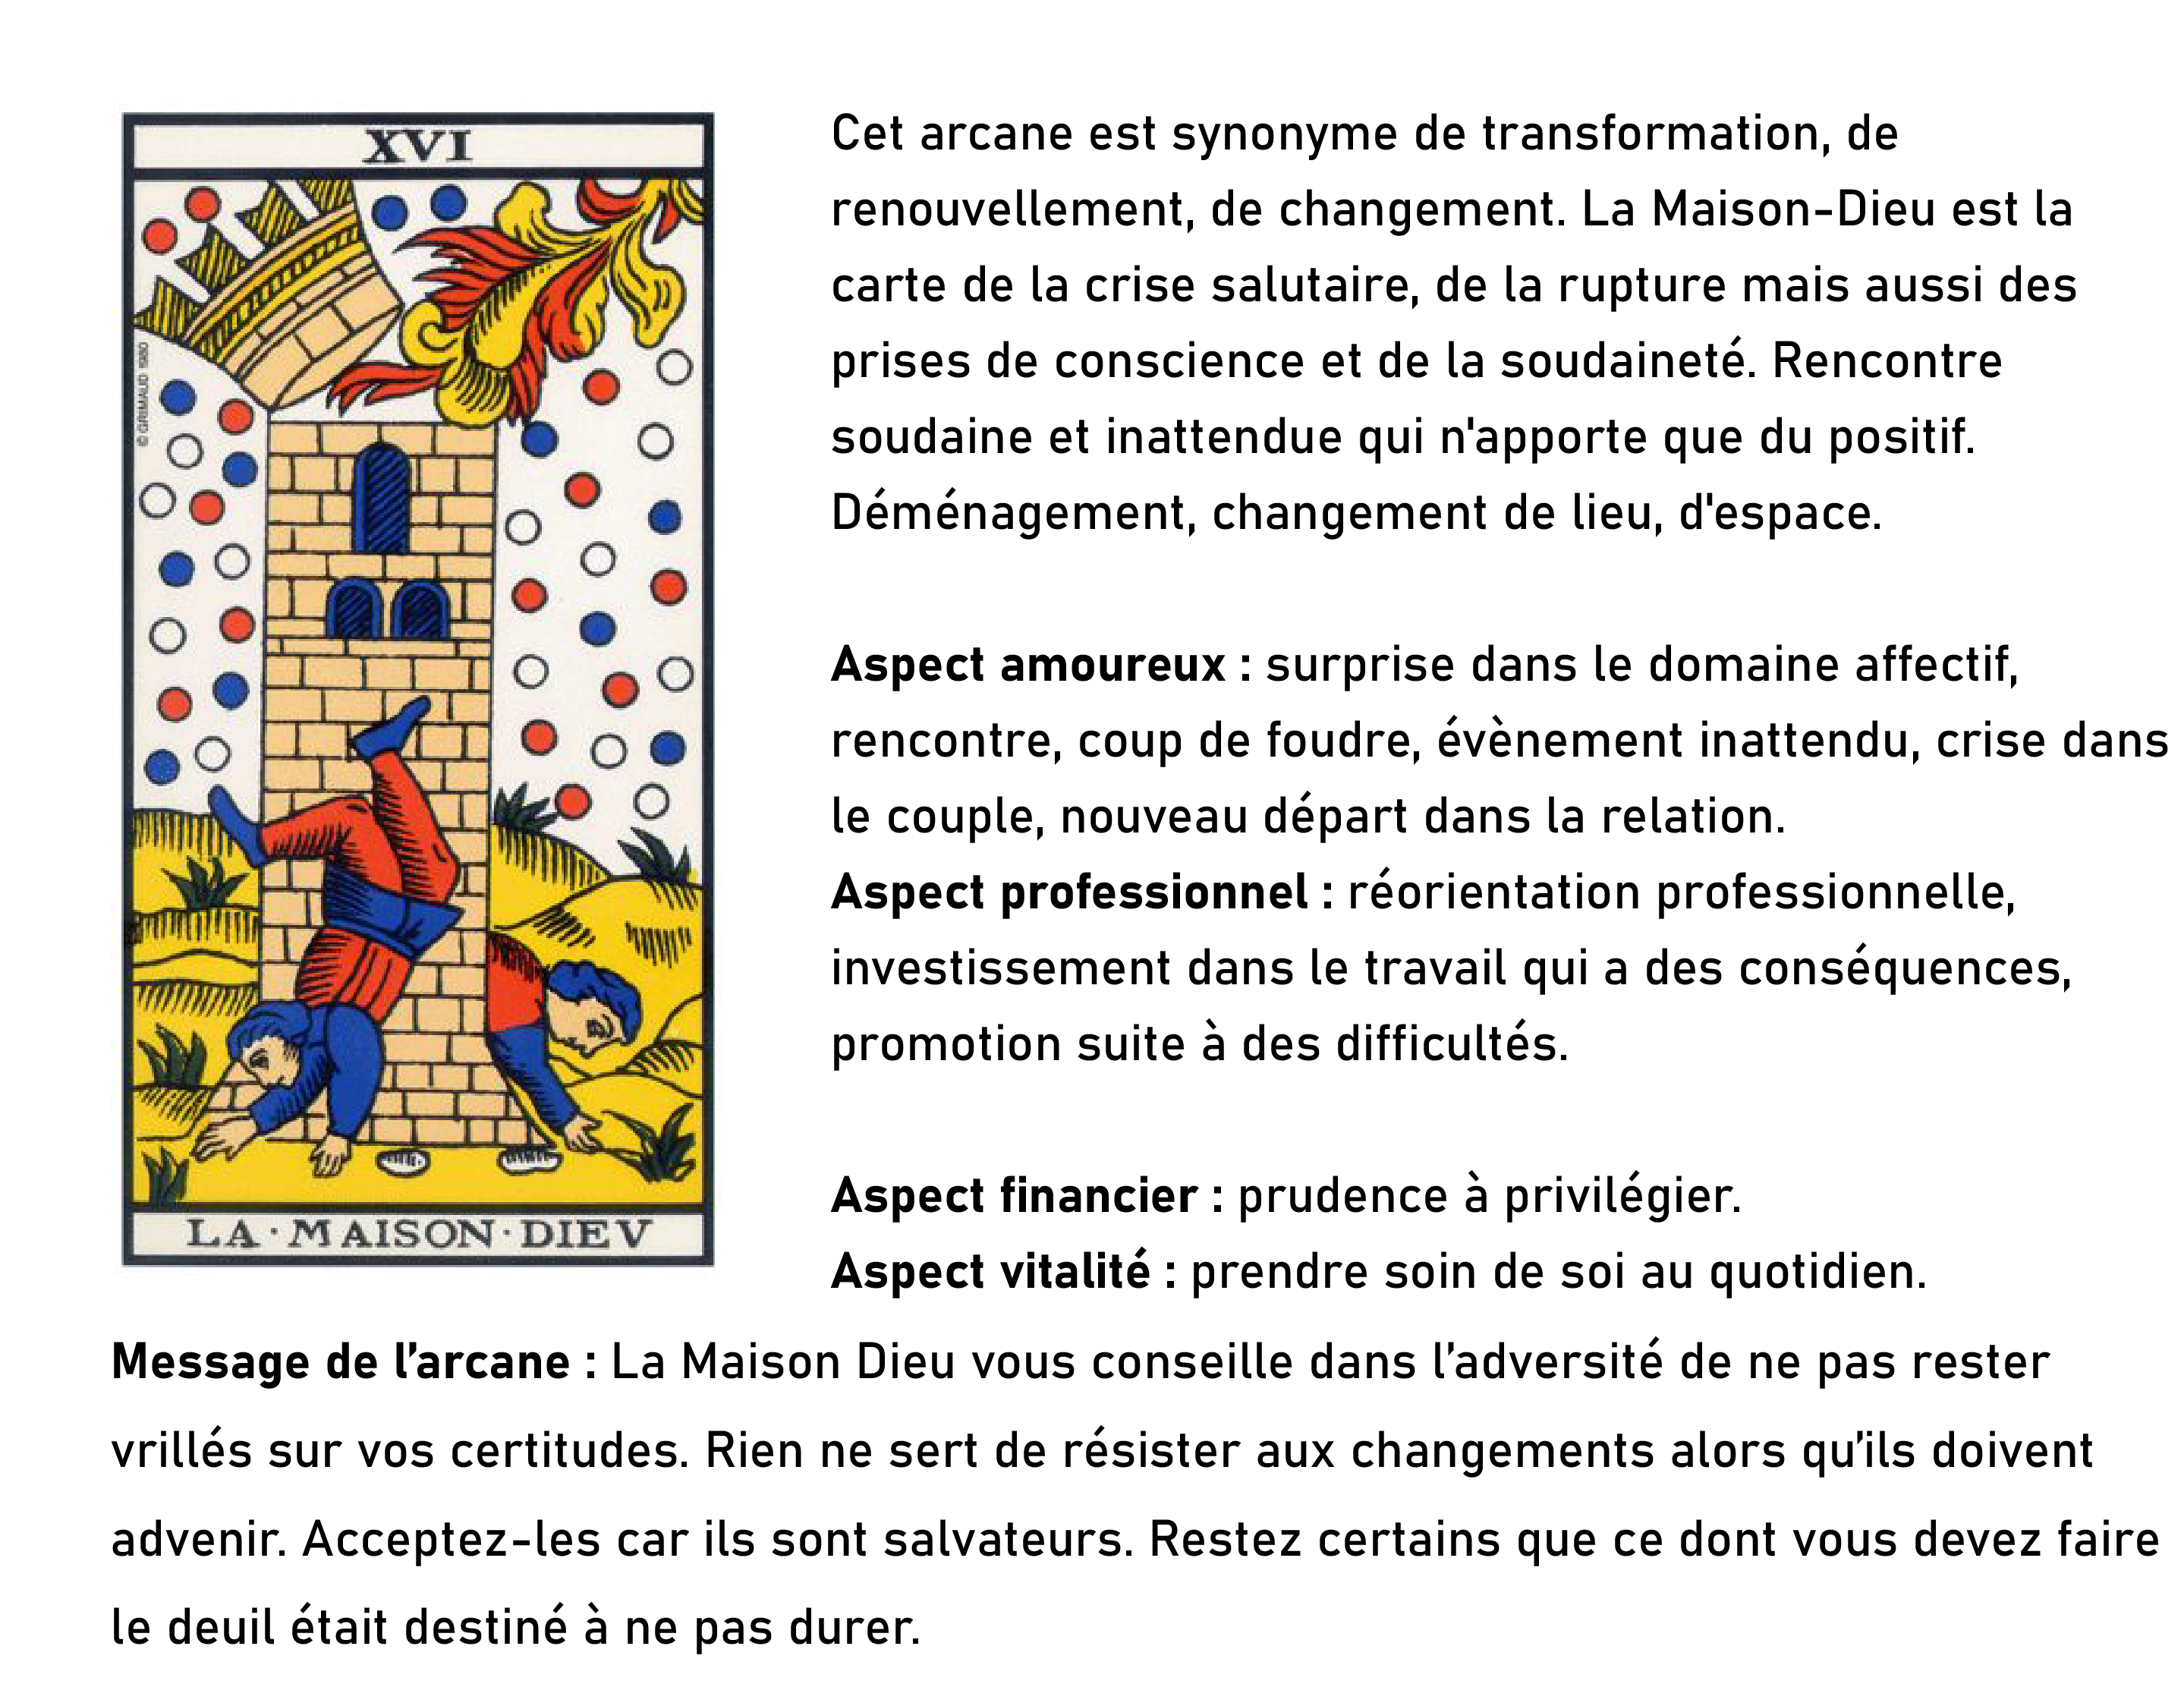 XVI
© GRIMAUD 1980
LA · MAISON · DIEV
Cet arcane est synonyme de transformation, de
renouvellement, de changement. La Maison-Dieu est la
carte de la crise salutaire, de la rupture mais aussi des
prises de conscience et de la soudaineté. Rencontre
soudaine et inattendue qui n'apporte que du positif.
Déménagement, changement de lieu, d'espace.
Aspect amoureux : surprise dans le domaine affectif,
rencontre, coup de foudre, évènement inattendu, crise dans
le couple, nouveau départ dans la relation.
Aspect professionnel : réorientation professionnelle,
investissement dans le travail qui a des conséquences,
promotion suite à des difficultés.
Aspect financier : prudence à privilégier.
Aspect vitalité : prendre soin de soi au quotidien.
Message de l’arcane : La Maison Dieu vous conseille dans l’adversité de ne pas rester
vrillés sur vos certitudes. Rien ne sert de résister aux changements alors qu’ils doivent
advenir. Acceptez-les car ils sont salvateurs. Restez certains que ce dont vous devez faire
le deuil était destiné à ne pas durer.